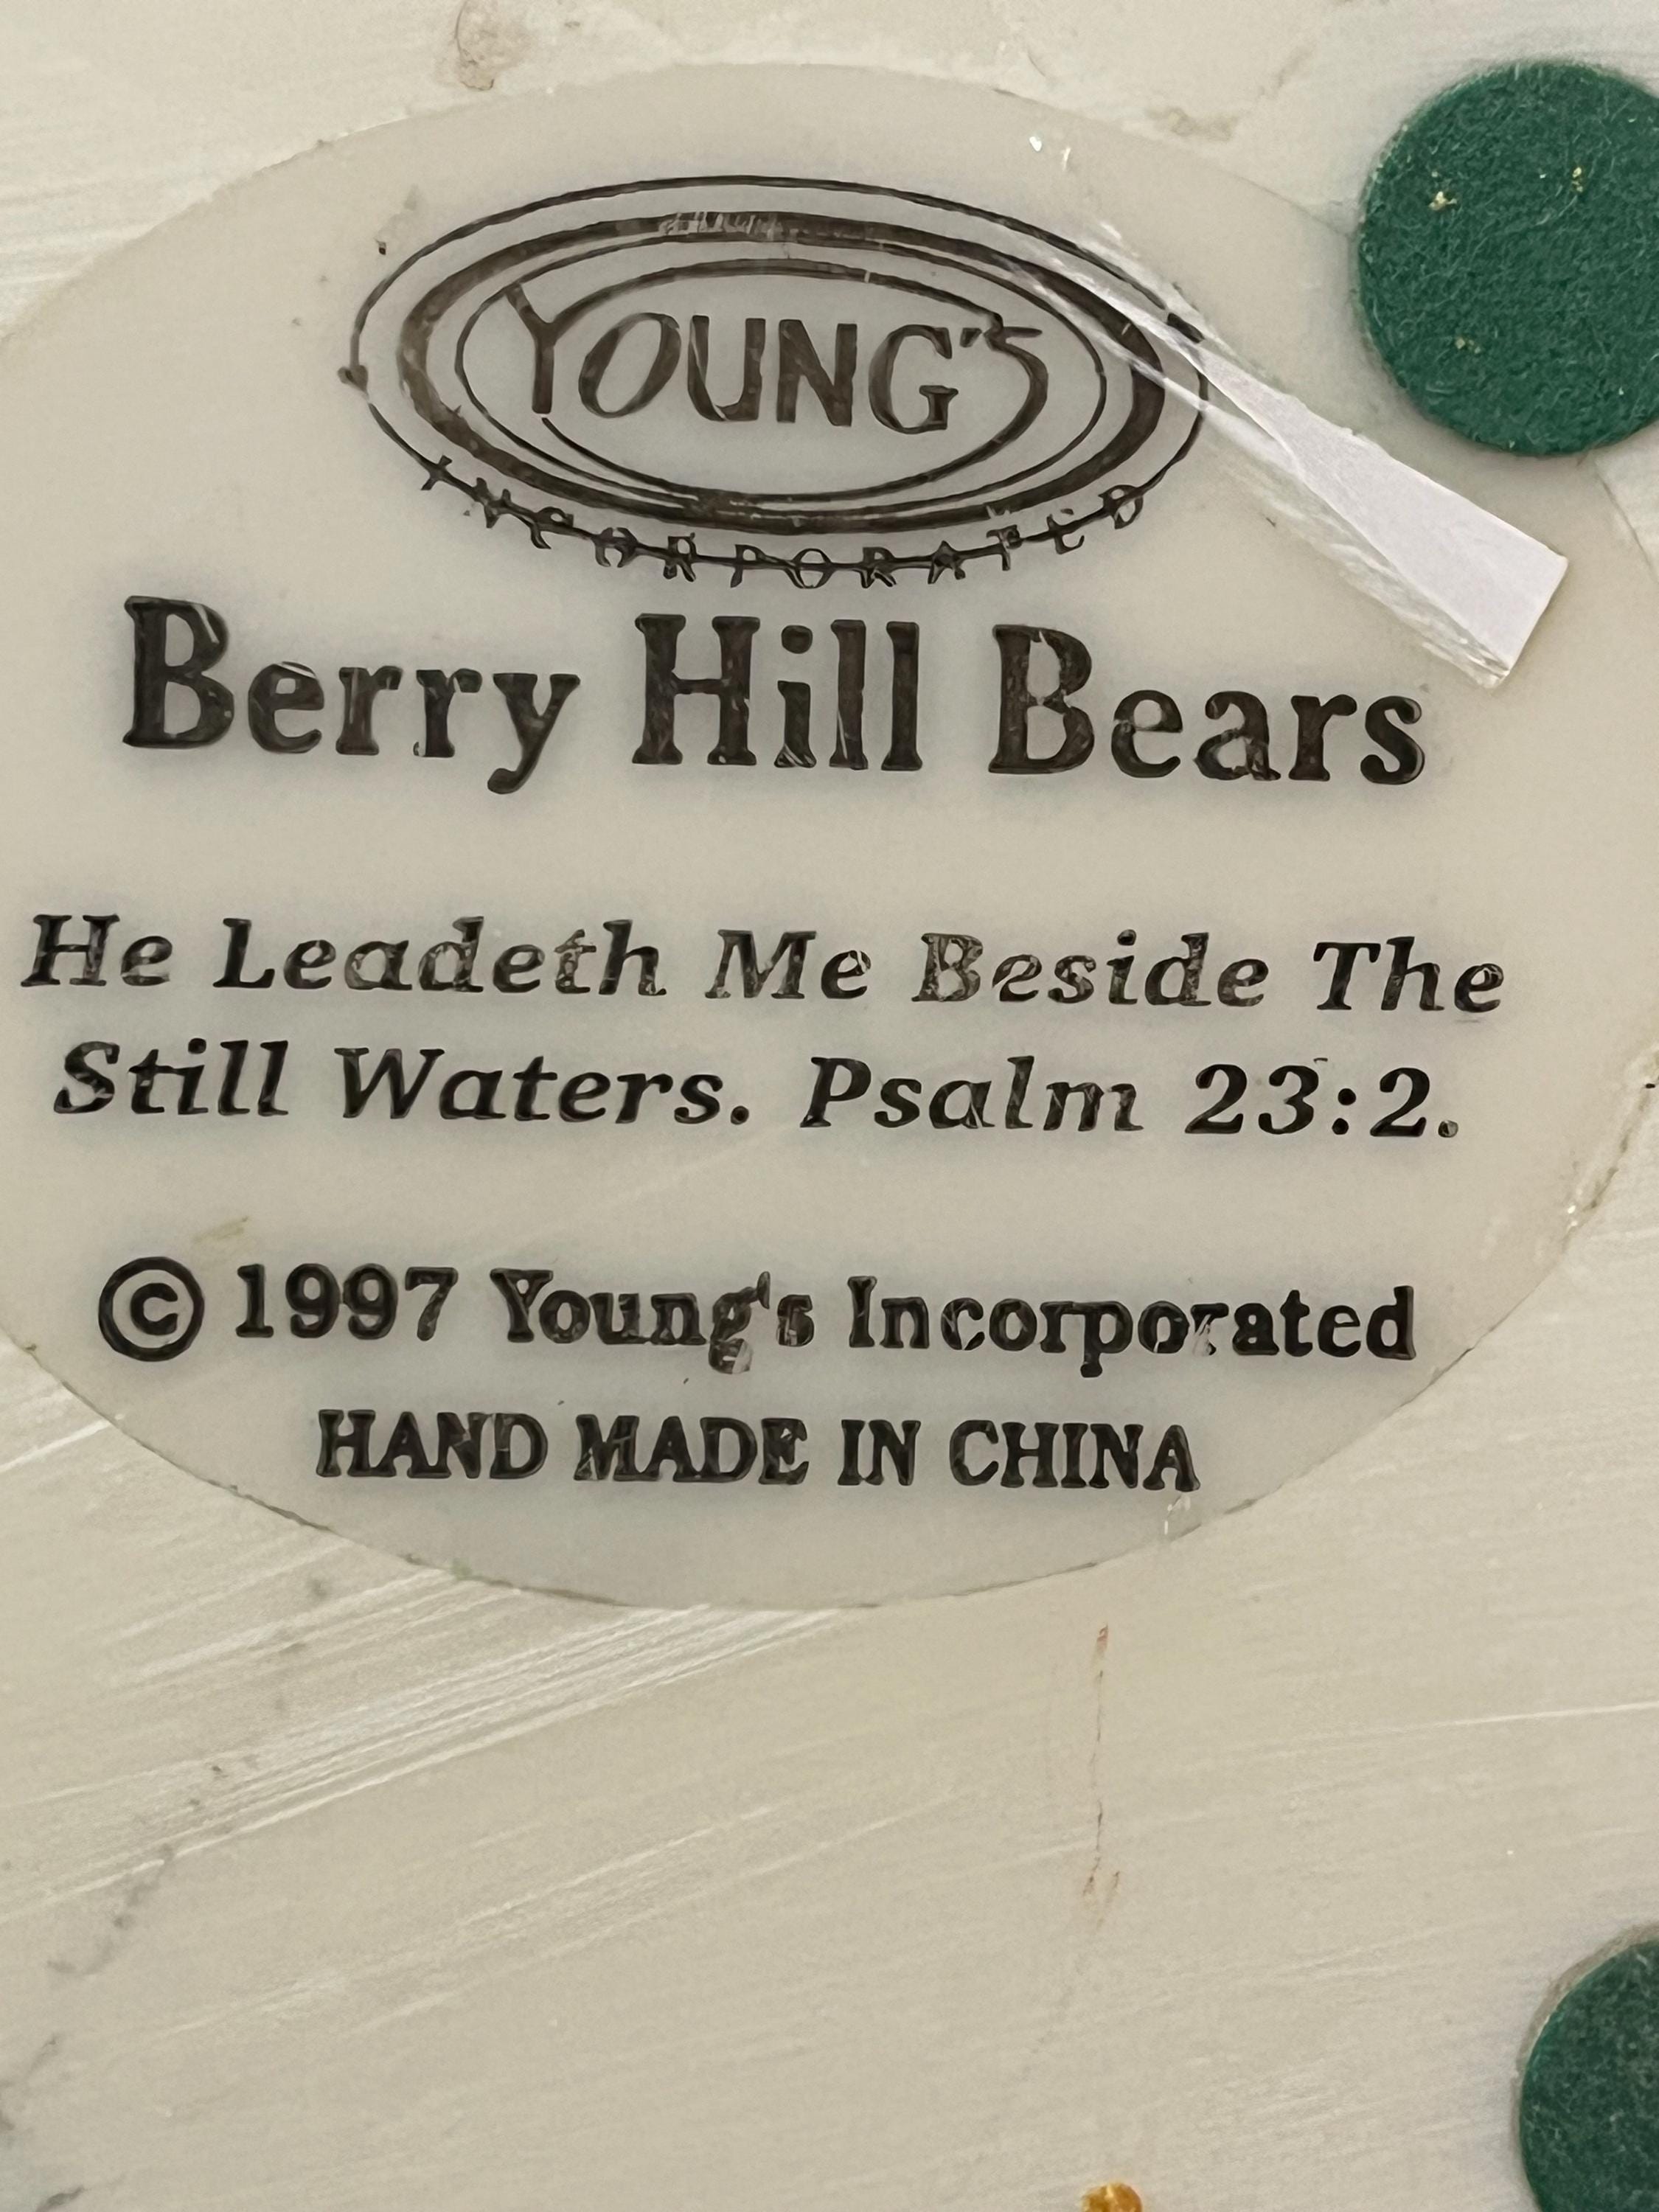 YOUNG'S
INCORPORATED
Berry Hill Bears
He Leadeth Me Beside The
Still Waters. Psalm 23:2.
© 1997 Young's Incorporated
HAND MADE IN CHINA